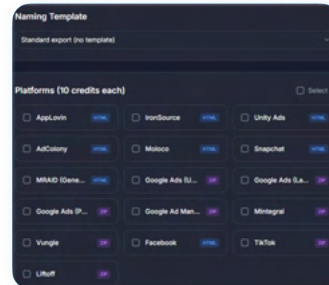 Naming Template
Standard export (no template)
Platforms (10 credits each)
Select
AppLovin HTML
IronSource HTML
Unity Ads HTML
AdColony HTML
Moloco HTML
Snapchat HTML
MRAID (Gene... HTML
Google Ads (U... ZIP
Google Ads (La... ZIP
Google Ads (P... ZIP
Google Ad Man... ZIP
Mintegral ZIP
Vungle ZIP
Facebook HTML
TikTok ZIP
Liftoff ZIP